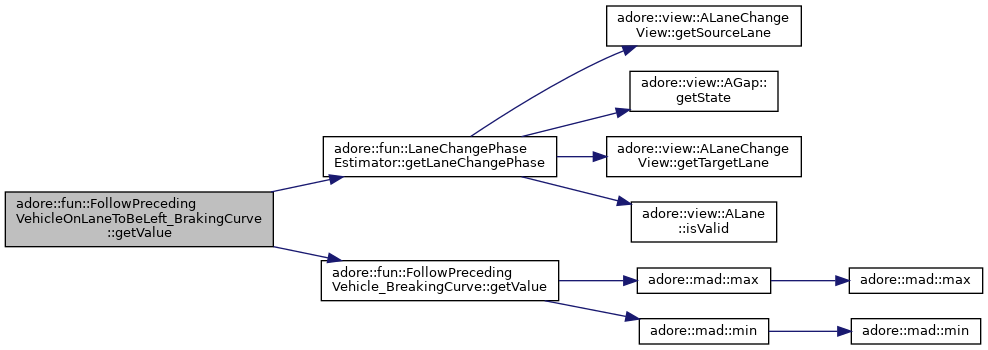 adore::fun::FollowPreceding
VehicleOnLaneToBeLeft_BrakingCurve
::getValue
adore::fun::LaneChangePhase
Estimator::getLaneChangePhase
adore::view::ALaneChange
View::getSourceLane
adore::view::AGap::
getState
adore::view::ALaneChange
View::getTargetLane
adore::view::ALane
::isValid
adore::fun::FollowPreceding
Vehicle_BreakingCurve::getValue
adore::mad::max
adore::mad::max
adore::mad::min
adore::mad::min